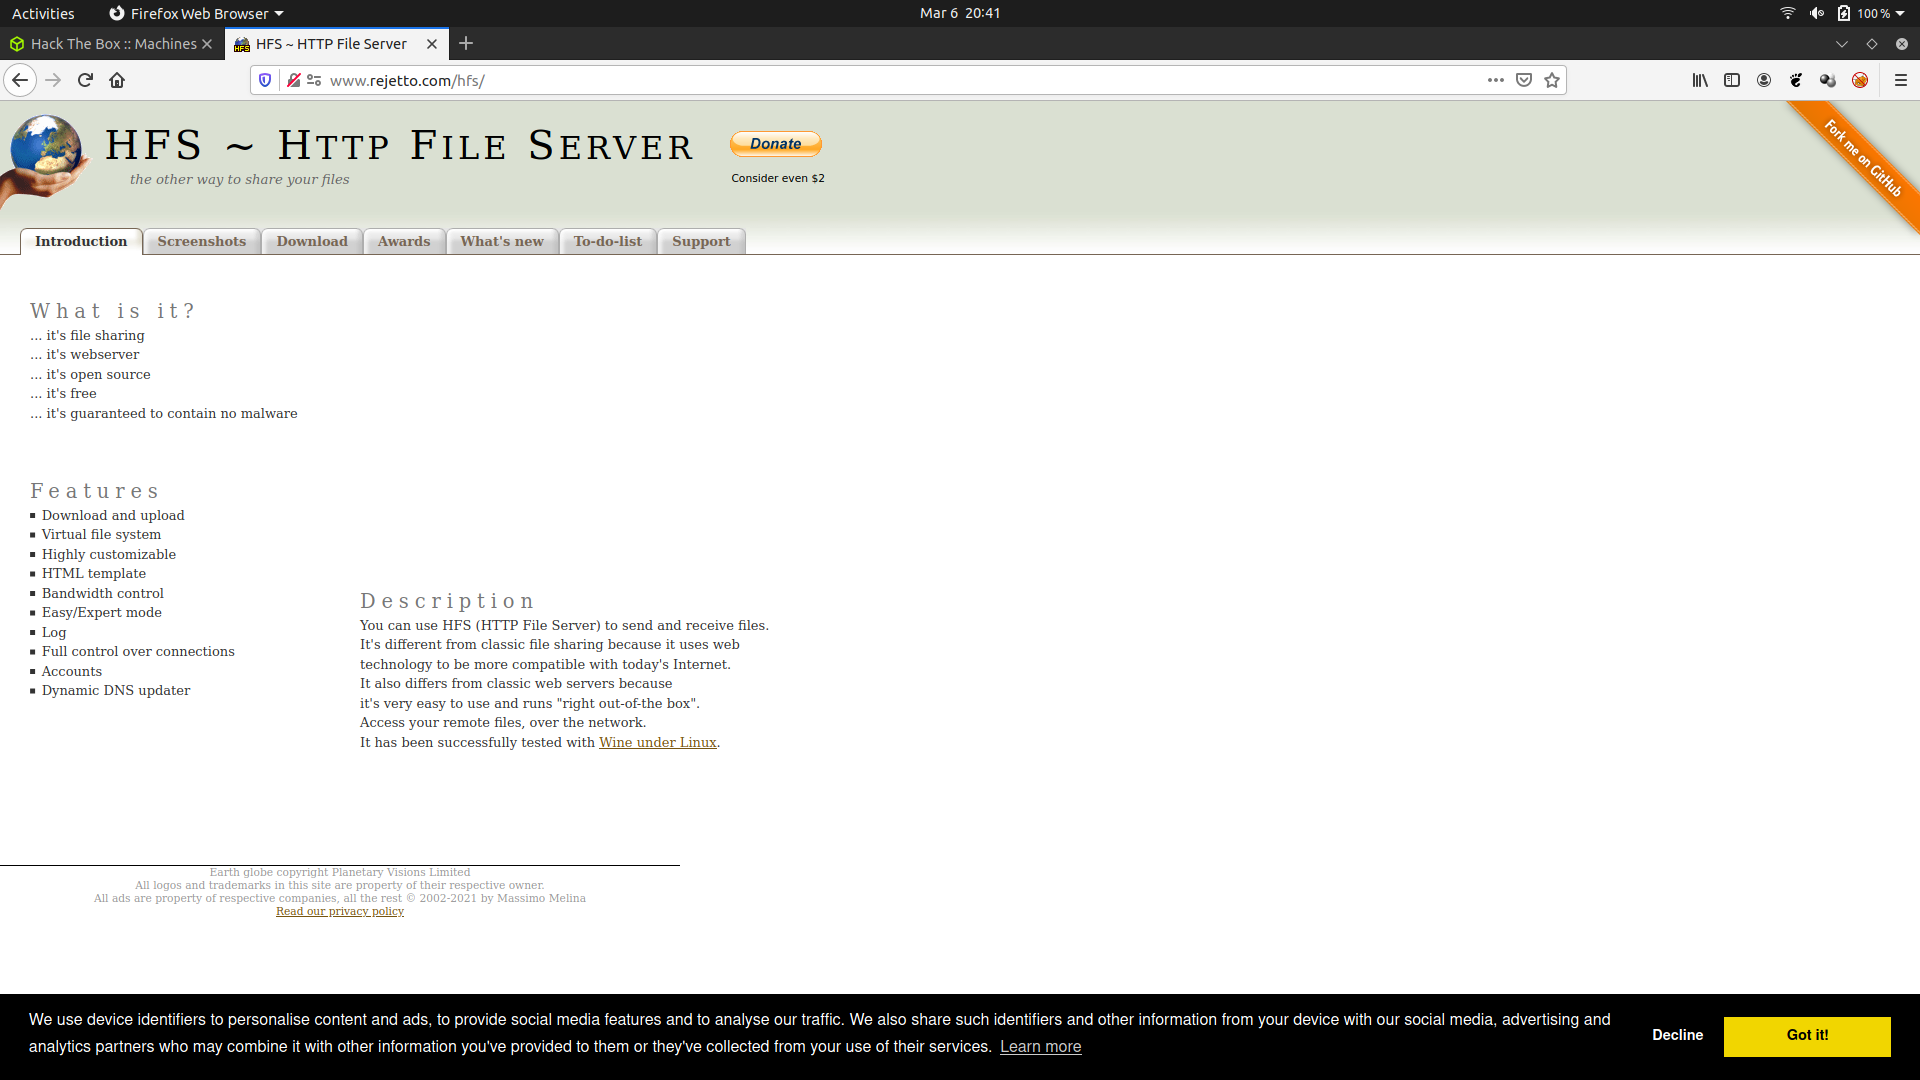 Activities
Firefox Web Browser
Mar 6 20:41
100 %
Hack The Box :: Machines
HFS ~ HTTP File Server
www.rejetto.com/hfs/
HFS ~ Http File Server
the other way to share your files
Donate
Consider even $2
Fork me on GitHub
Introduction
Screenshots
Download
Awards
What's new
To-do-list
Support
What is it?
... it's file sharing
... it's webserver
... it's open source
... it's free
... it's guaranteed to contain no malware
Features
Download and upload
Virtual file system
Highly customizable
HTML template
Bandwidth control
Easy/Expert mode
Log
Full control over connections
Accounts
Dynamic DNS updater
Description
You can use HFS (HTTP File Server) to send and receive files.
It's different from classic file sharing because it uses web
technology to be more compatible with today's Internet.
It also differs from classic web servers because
it's very easy to use and runs "right out-of-the box".
Access your remote files, over the network.
It has been successfully tested with Wine under Linux.
Earth globe copyright Planetary Visions Limited
All logos and trademarks in this site are property of their respective owner.
All ads are property of respective companies, all the rest © 2002-2021 by Massimo Melina
Read our privacy policy
We use device identifiers to personalise content and ads, to provide social media features and to analyse our traffic. We also share such identifiers and other information from your device with our social media, advertising and
analytics partners who may combine it with other information you've provided to them or they've collected from your use of their services. Learn more
Decline
Got it!